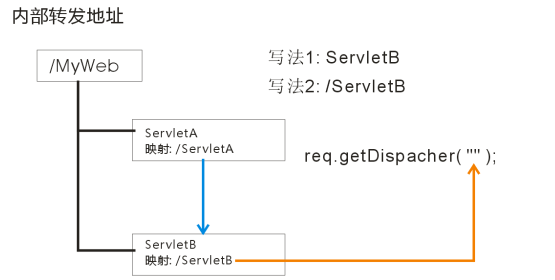 内部转发地址
/MyWeb
写法1: ServletB
写法2: /ServletB
ServletA
映射: /ServletA
req.getDispacher( "" );
ServletB
映射: /ServletB